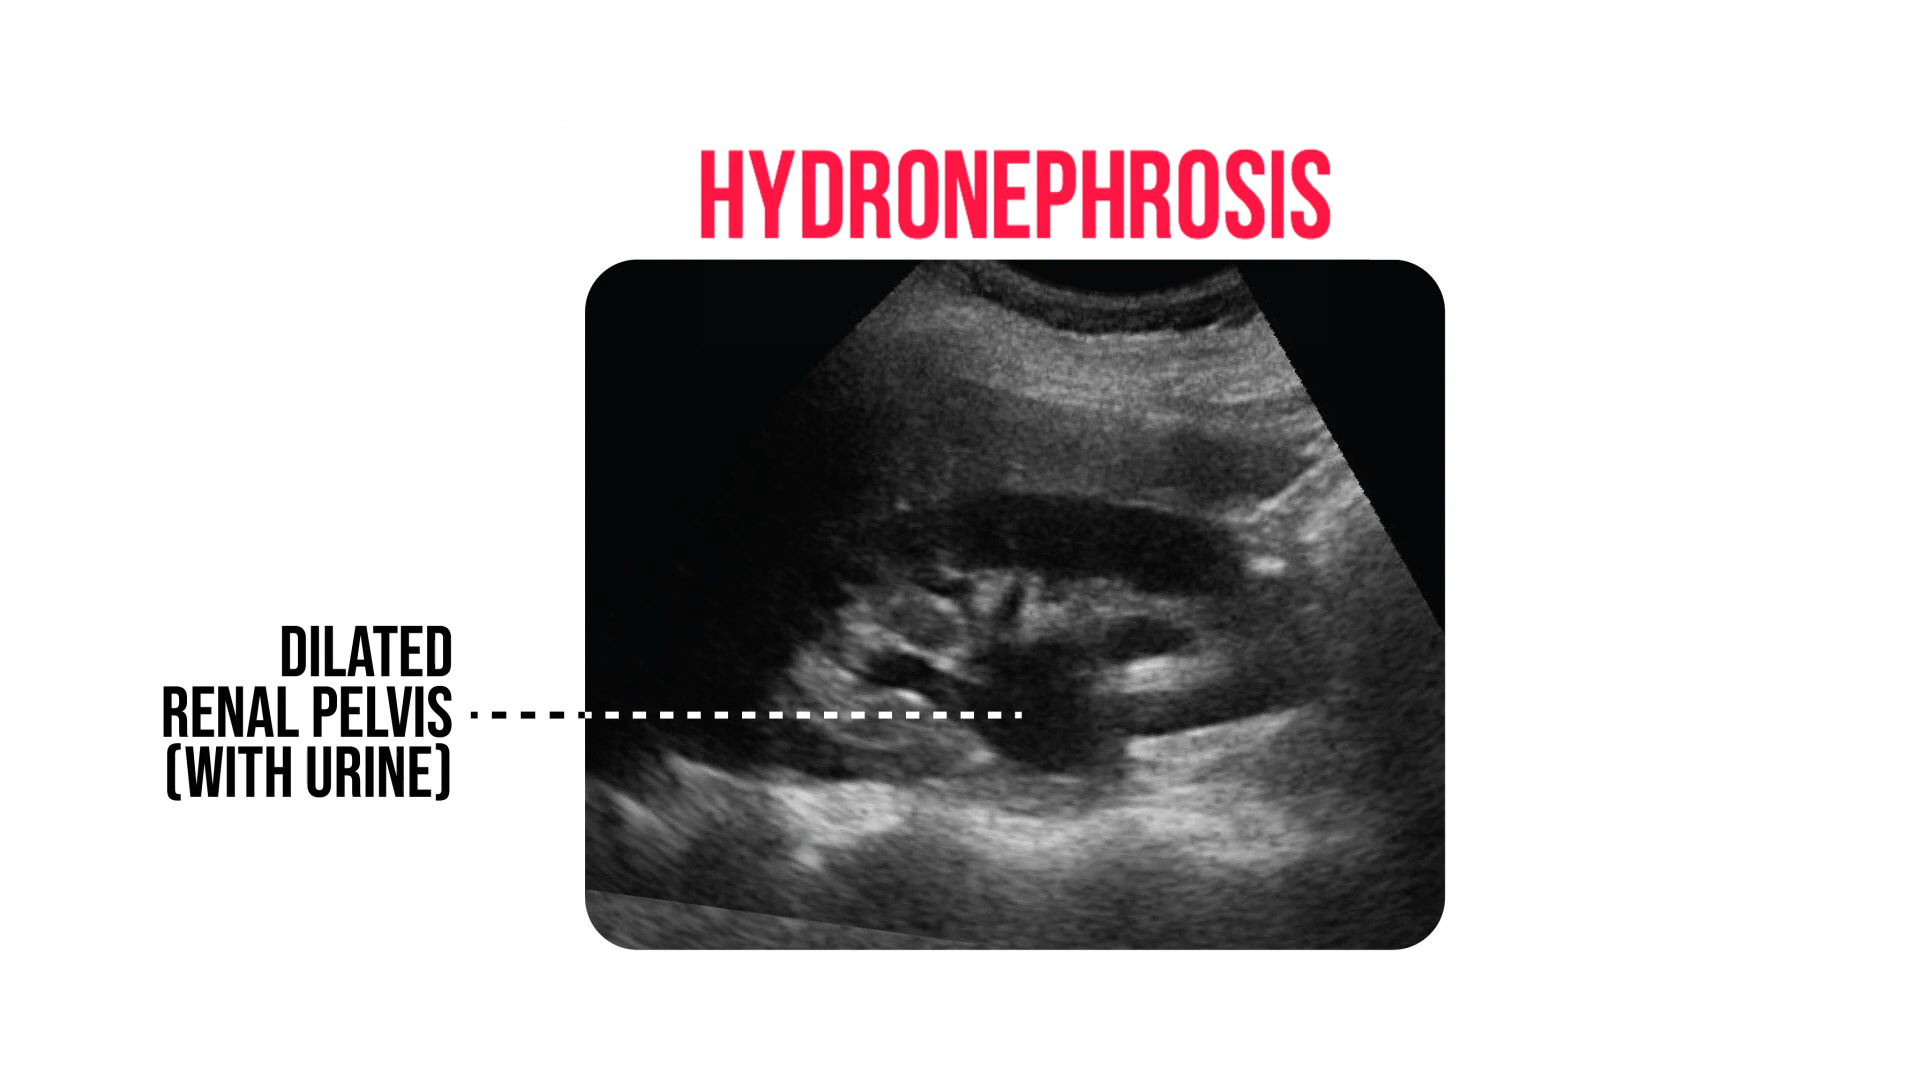 HYDRONEPHROSIS
DILATED
RENAL PELVIS
(WITH URINE)